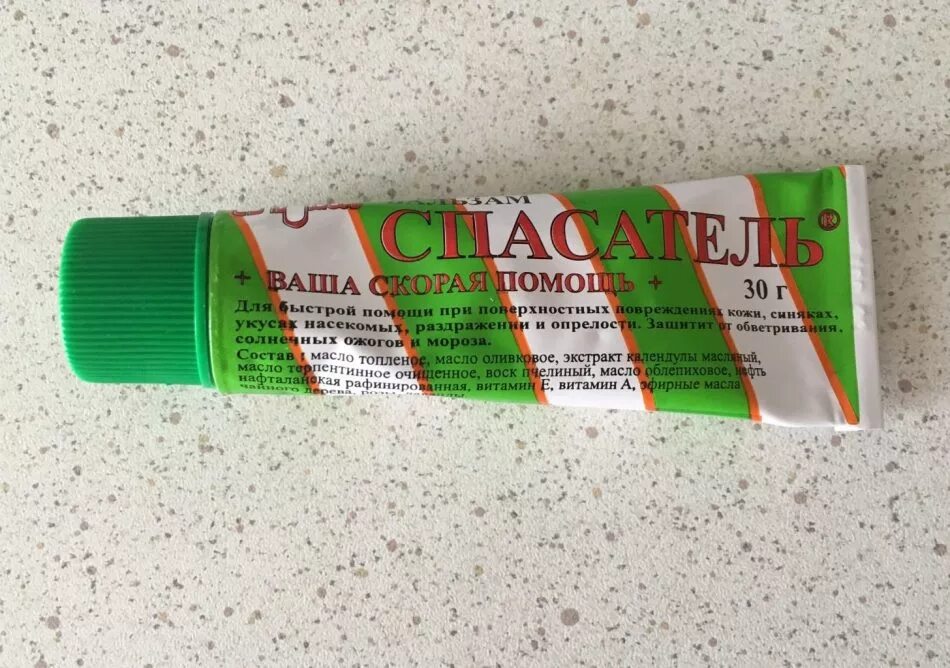 БАЛЬЗАМ
СПАСАТЕЛЬ®
+ ВАША СКОРАЯ ПОМОЩЬ +
30 г
Для быстрой помощи при поверхностных повреждениях кожи, синяках,
укусах насекомых, раздражении и опрелости. Защитит от обветривания,
солнечных ожогов и мороза.
Состав : масло топленое, масло оливковое, экстракт календулы масляный,
масло терпентинное очищенное, воск пчелиный, масло облепиховое, нефть
нафталанская рафинированная, витамин Е, витамин А, эфирные масла
чайного дерева, розы,